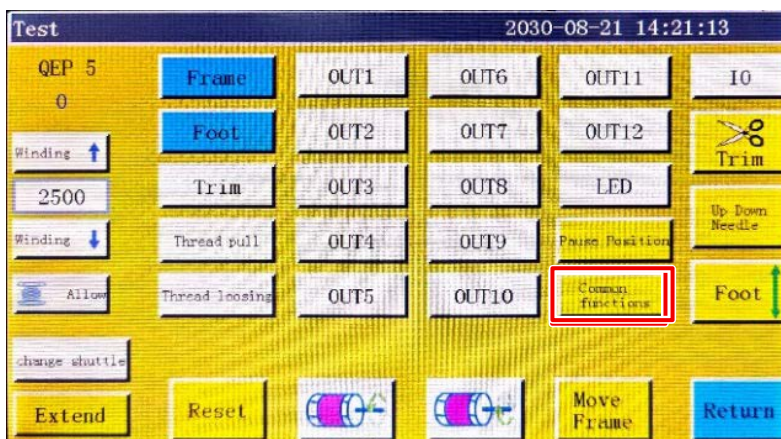 Test 2030-08-21 14:21:13
QEP 5
0
Frame OUT1 OUT6 OUT11 IO
Foot OUT2 OUT7 OUT12 Trim
Winding
2500
Trim OUT3 OUT8 LED
Up Down
Needle
Winding
Thread pull OUT4 OUT9 Pause Position
Allow
Thread loosing OUT5 OUT10 Common
functions
Foot
change shuttle
Extend Reset Move
Frame
Return